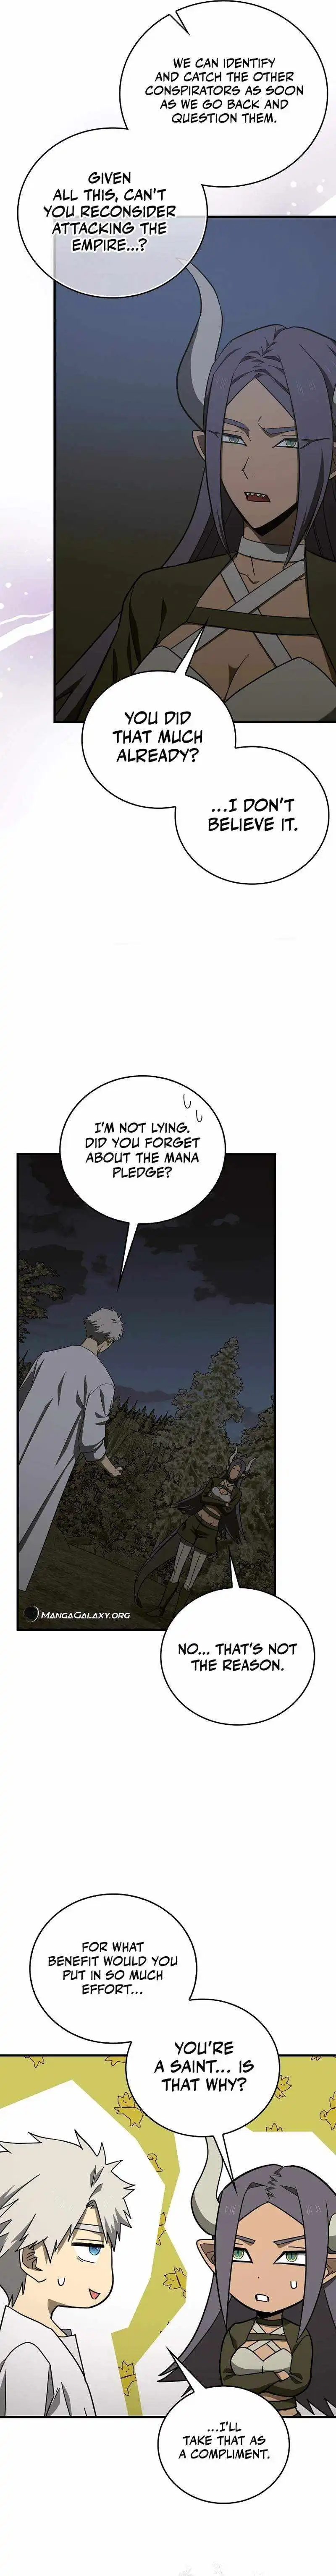 WE CAN IDENTIFY
AND CATCH THE OTHER
CONSPIRATORS AS SOON
AS WE GO BACK AND
QUESTION THEM.
GIVEN
ALL THIS, CAN'T
YOU RECONSIDER
ATTACKING THE
EMPIRE...?
YOU DID
THAT MUCH
ALREADY?
...I DON'T
BELIEVE IT.
I'M NOT LYING.
DID YOU FORGET
ABOUT THE MANA
PLEDGE?
MANGAGALAXY.ORG
NO... THAT'S NOT
THE REASON.
FOR WHAT
BENEFIT WOULD YOU
PUT IN SO MUCH
EFFORT...
YOU'RE
A SAINT... IS
THAT WHY?
...I'LL
TAKE THAT AS
A COMPLIMENT.